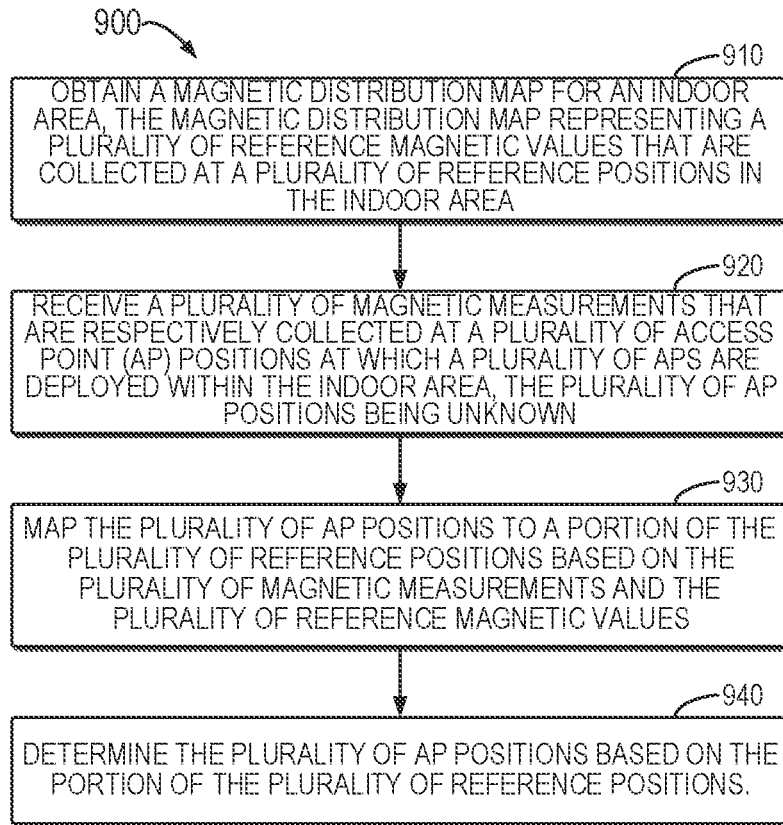 900
910
OBTAIN A MAGNETIC DISTRIBUTION MAP FOR AN INDOOR
AREA, THE MAGNETIC DISTRIBUTION MAP REPRESENTING A
PLURALITY OF REFERENCE MAGNETIC VALUES THAT ARE
COLLECTED AT A PLURALITY OF REFERENCE POSITIONS IN
THE INDOOR AREA
920
RECEIVE A PLURALITY OF MAGNETIC MEASUREMENTS THAT
ARE RESPECTIVELY COLLECTED AT A PLURALITY OF ACCESS
POINT (AP) POSITIONS AT WHICH A PLURALITY OF APS ARE
DEPLOYED WITHIN THE INDOOR AREA, THE PLURALITY OF AP
POSITIONS BEING UNKNOWN
930
MAP THE PLURALITY OF AP POSITIONS TO A PORTION OF THE
PLURALITY OF REFERENCE POSITIONS BASED ON THE
PLURALITY OF MAGNETIC MEASUREMENTS AND THE
PLURALITY OF REFERENCE MAGNETIC VALUES
940
DETERMINE THE PLURALITY OF AP POSITIONS BASED ON THE
PORTION OF THE PLURALITY OF REFERENCE POSITIONS.